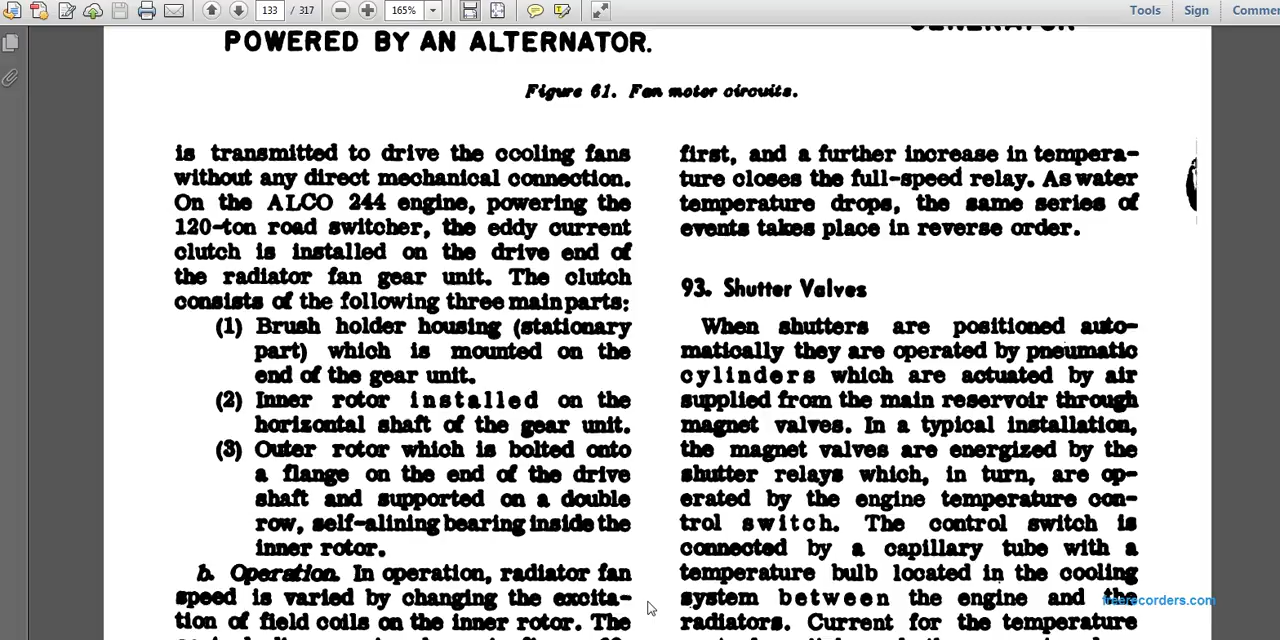 133 / 317
165%
Tools
Sign
POWERED BY AN ALTERNATOR.
Figure 61. Fan motor circuits.
is transmitted to drive the cooling fans
without any direct mechanical connection.
On the ALCO 244 engine, powering the
120-ton road switcher, the eddy current
clutch is installed on the drive end of
the radiator fan gear unit. The clutch
consists of the following three main parts:
(1) Brush holder housing (stationary
part) which is mounted on the
end of the gear unit.
(2) Inner rotor installed on the
horizontal shaft of the gear unit.
(3) Outer rotor which is bolted onto
a flange on the end of the drive
shaft and supported on a double
row, self-alining bearing inside the
inner rotor.
b. Operation. In operation, radiator fan
speed is varied by changing the excita-
tion of field coils on the inner rotor. The
first, and a further increase in tempera-
ture closes the full-speed relay. As water
temperature drops, the same series of
events takes place in reverse order.
93. Shutter Valves
When shutters are positioned auto-
matically they are operated by pneumatic
cylinders which are actuated by air
supplied from the main reservoir through
magnet valves. In a typical installation,
the magnet valves are energized by the
shutter relays which, in turn, are op-
erated by the engine temperature con-
trol switch. The control switch is
connected by a capillary tube with a
temperature bulb located in the cooling
system between the engine and the
radiators. Current for the temperature
freerecorders.com